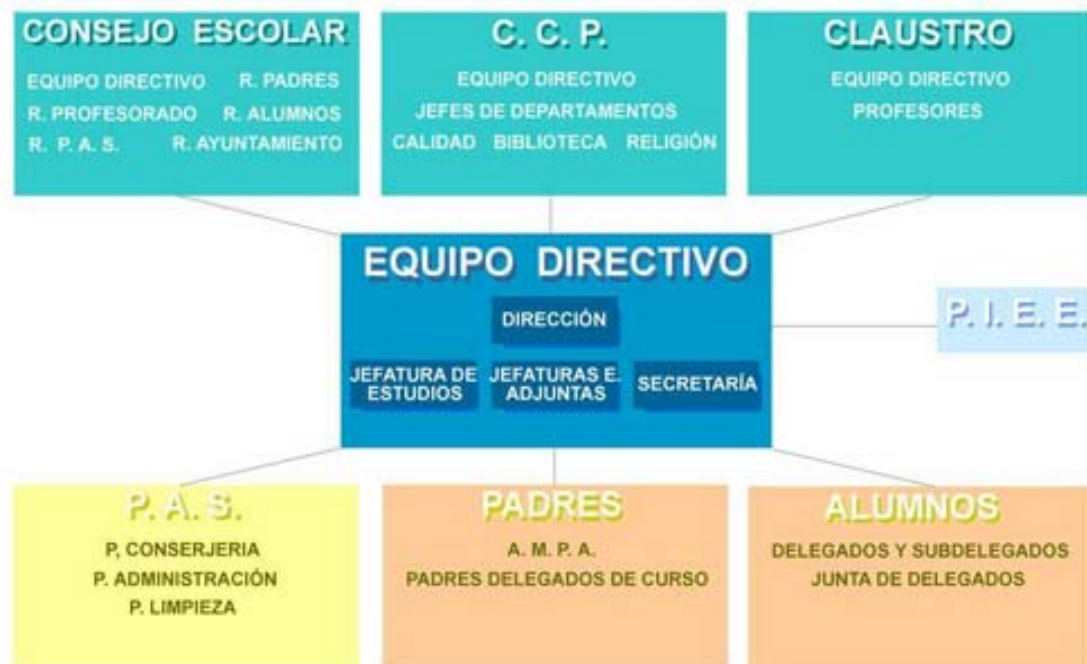 CONSEJO ESCOLAR
EQUIPO DIRECTIVO R. PADRES
R. PROFESORADO R. ALUMNOS
R. P. A. S. R. AYUNTAMIENTO
C. C. P.
EQUIPO DIRECTIVO
JEFES DE DEPARTAMENTOS
CALIDAD BIBLIOTECA RELIGIÓN
CLAUSTRO
EQUIPO DIRECTIVO
PROFESORES
EQUIPO DIRECTIVO
DIRECCIÓN
JEFATURA DE
ESTUDIOS
JEFATURAS E.
ADJUNTAS
SECRETARÍA
P. I. E. E.
P. A. S.
P, CONSERJERIA
P. ADMINISTRACIÓN
P. LIMPIEZA
PADRES
A. M. P. A.
PADRES DELEGADOS DE CURSO
ALUMNOS
DELEGADOS Y SUBDELEGADOS
JUNTA DE DELEGADOS